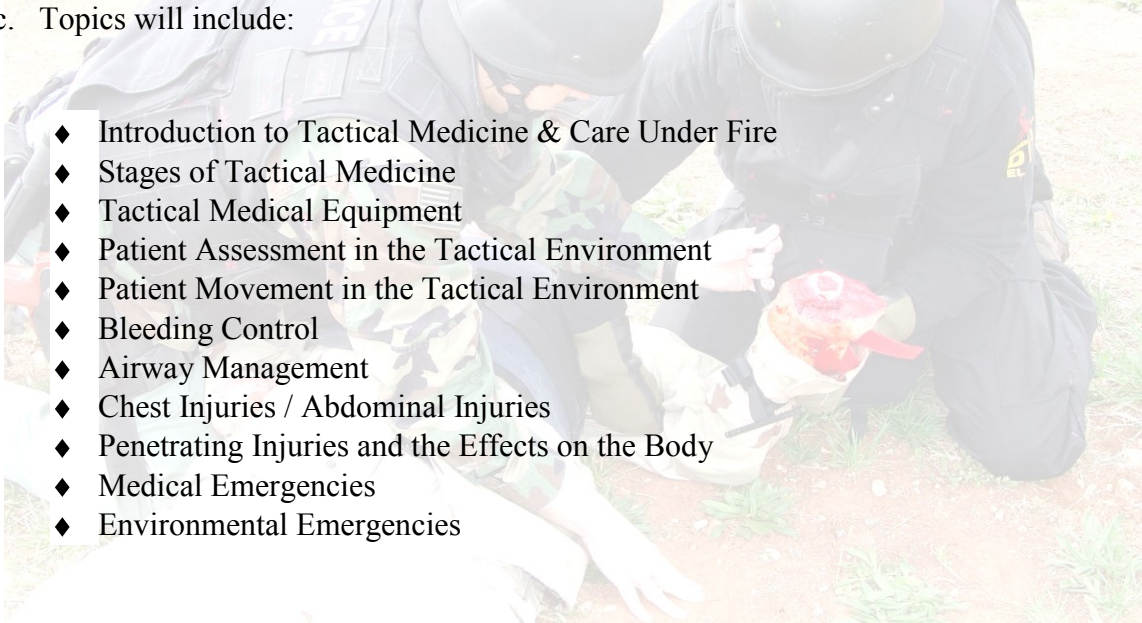 c. Topics will include:
♦ Introduction to Tactical Medicine & Care Under Fire
♦ Stages of Tactical Medicine
♦ Tactical Medical Equipment
♦ Patient Assessment in the Tactical Environment
♦ Patient Movement in the Tactical Environment
♦ Bleeding Control
♦ Airway Management
♦ Chest Injuries / Abdominal Injuries
♦ Penetrating Injuries and the Effects on the Body
♦ Medical Emergencies
♦ Environmental Emergencies